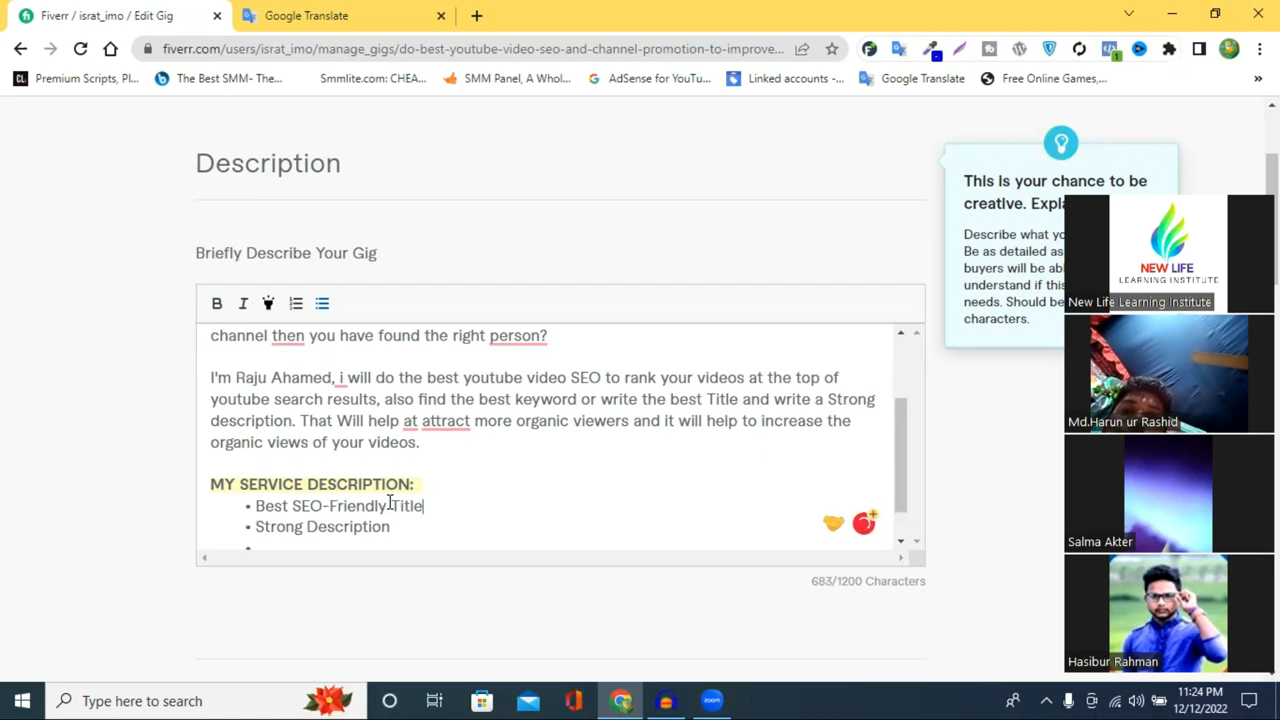 Fiverr / israt_imo / Edit Gig
Google Translate
fiverr.com/users/israt_imo/manage_gigs/do-best-youtube-video-seo-and-channel-promotion-to-improve...
1
Premium Scripts, Pl...
The Best SMM- The...
Smmlite.com: CHEA...
SMM Panel, A Whol...
AdSense for YouTu...
Linked accounts -...
Google Translate
Free Online Games,...
»
Description
Briefly Describe Your Gig
B I
channel then you have found the right person?
I'm Raju Ahamed, i will do the best youtube video SEO to rank your videos at the top of
youtube search results, also find the best keyword or write the best Title and write a Strong
description. That Will help at attract more organic viewers and it will help to increase the
organic views of your videos.
MY SERVICE DESCRIPTION:
• Best SEO-Friendly Title
• Strong Description
683/1200 Characters
This is your chance to be
creative. Expla
Describe what yo
Be as detailed as
buyers will be abl
understand if this
needs. Should be
characters.
NEW LIFE
LEARNING INSTITUTE
New Life Learning Institute
Md.Harun ur Rashid
Salma Akter
Hasibur Rahman
Type here to search
zoom
11:24 PM
12/12/2022